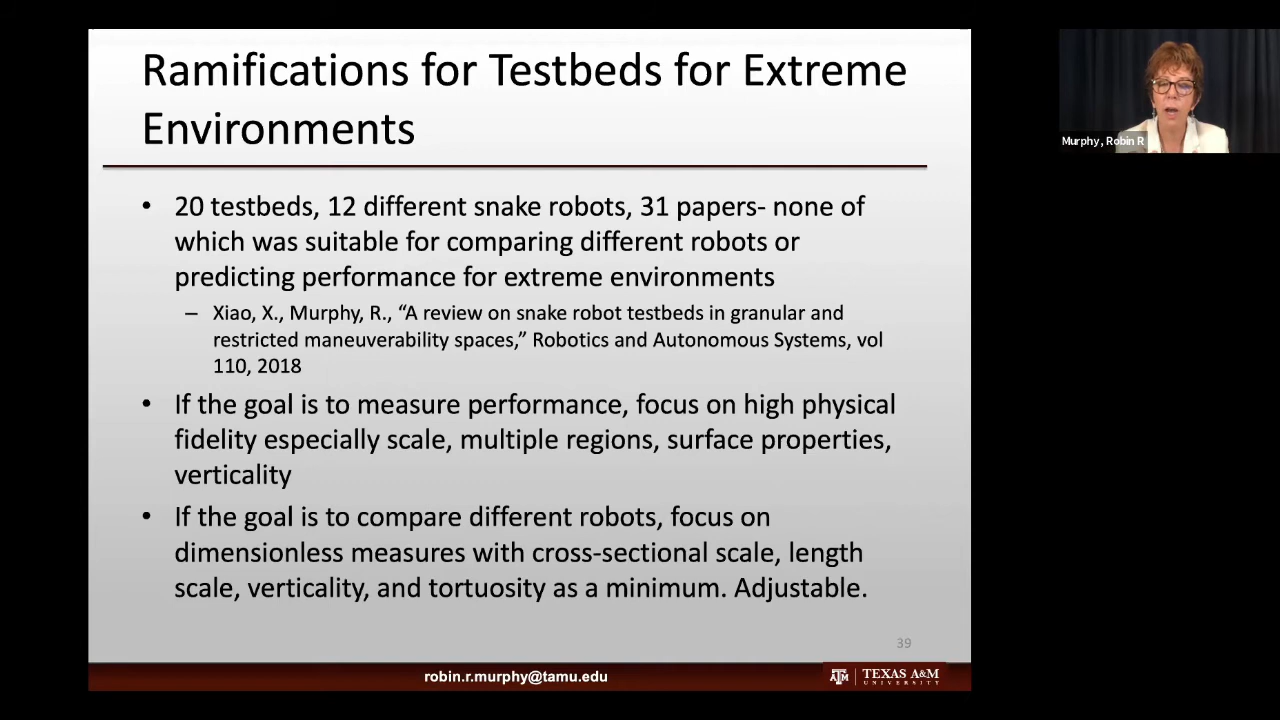 Ramifications for Testbeds for Extreme
Environments
• 20 testbeds, 12 different snake robots, 31 papers- none of
which was suitable for comparing different robots or
predicting performance for extreme environments
– Xiao, X., Murphy, R., “A review on snake robot testbeds in granular and
restricted maneuverability spaces,” Robotics and Autonomous Systems, vol
110, 2018
• If the goal is to measure performance, focus on high physical
fidelity especially scale, multiple regions, surface properties,
verticality
• If the goal is to compare different robots, focus on
dimensionless measures with cross-sectional scale, length
scale, verticality, and tortuosity as a minimum. Adjustable.
39
robin.r.murphy@tamu.edu
ATM
TEXAS A&M
UNIVERSITY
Murphy, Robin R